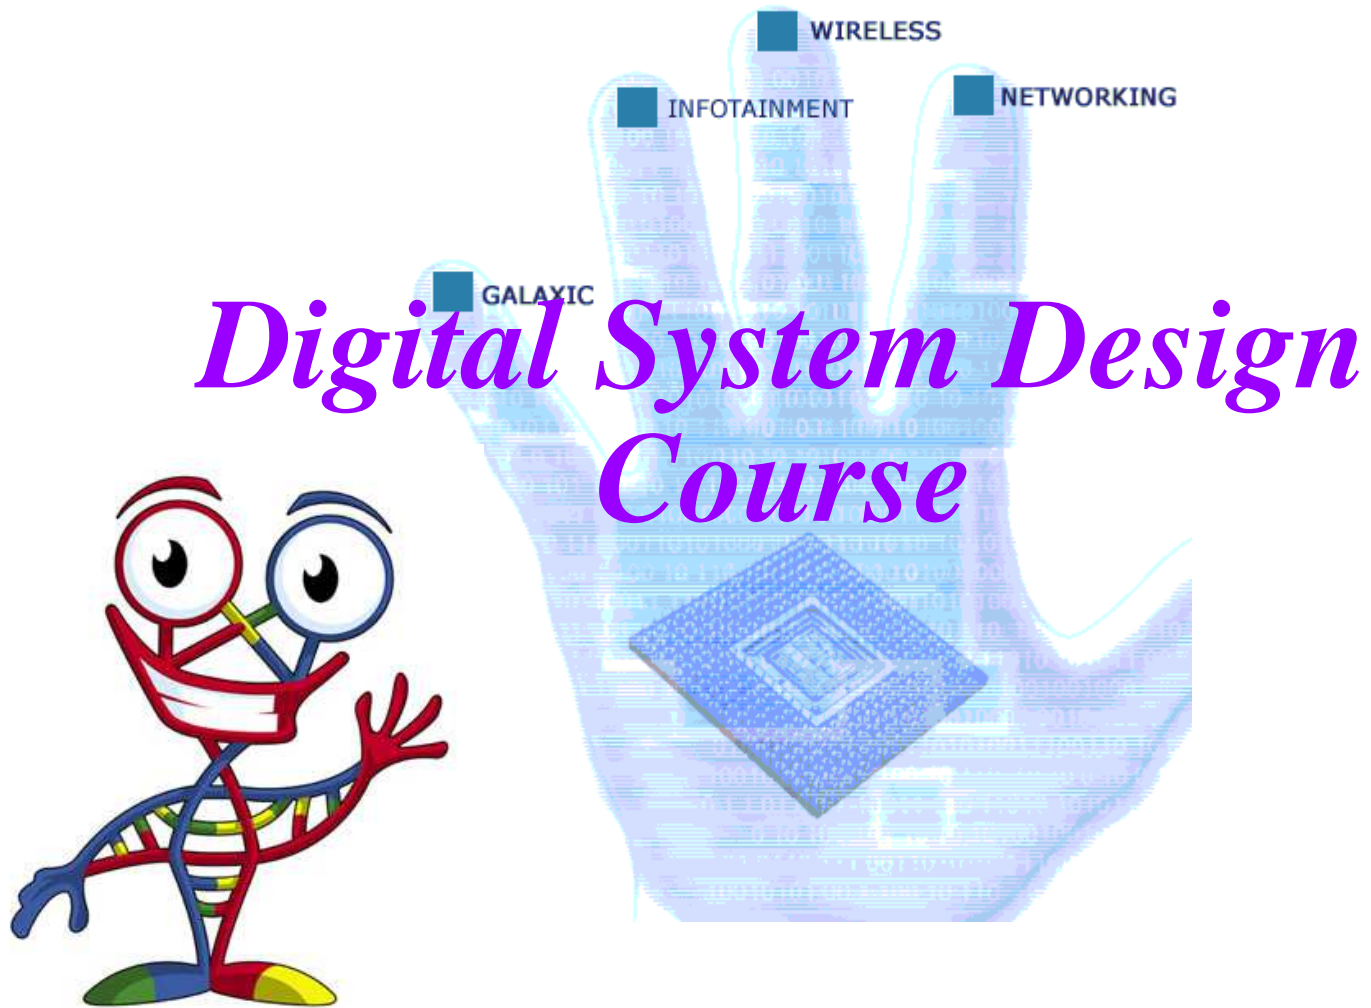 WIRELESS
INFOTAINMENT
NETWORKING
GALAXIC
Digital System Design
Course